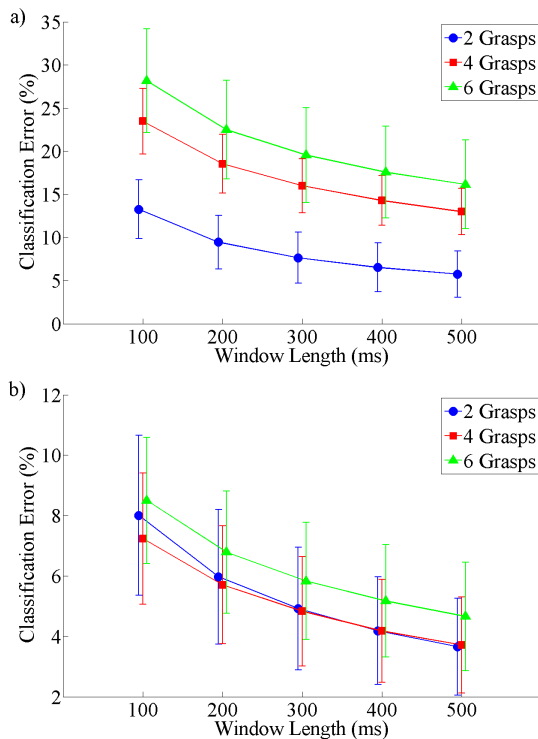 a)
35
30
25
20
15
10
5
0
Classification Error (%)
2 Grasps
4 Grasps
6 Grasps
100 200 300 400 500
Window Length (ms)
b)
12
10
8
6
4
2
Classification Error (%)
2 Grasps
4 Grasps
6 Grasps
100 200 300 400 500
Window Length (ms)